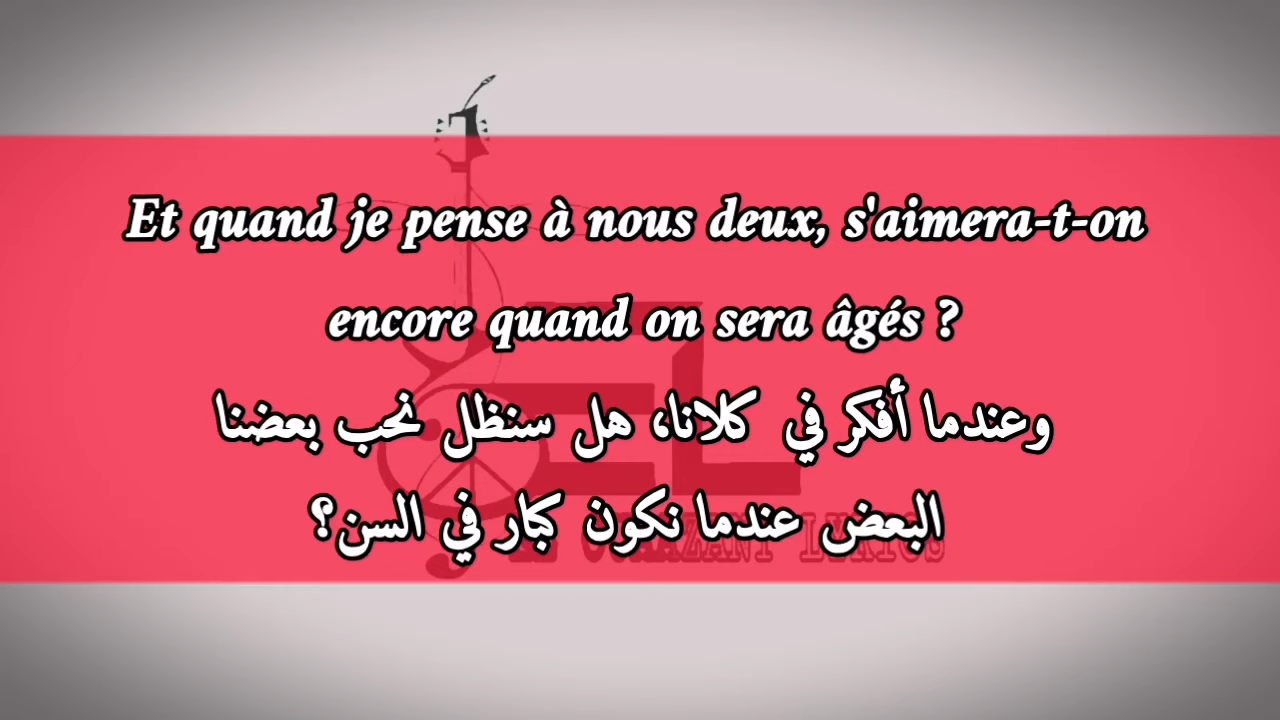 Et quand je pense à nous deux, s'aimera-t-on
encore quand on sera âgés ?
وعندما أفكر في كلانا، هل سنظل نحب بعضنا
البعض عندما نكون كبار في السن؟